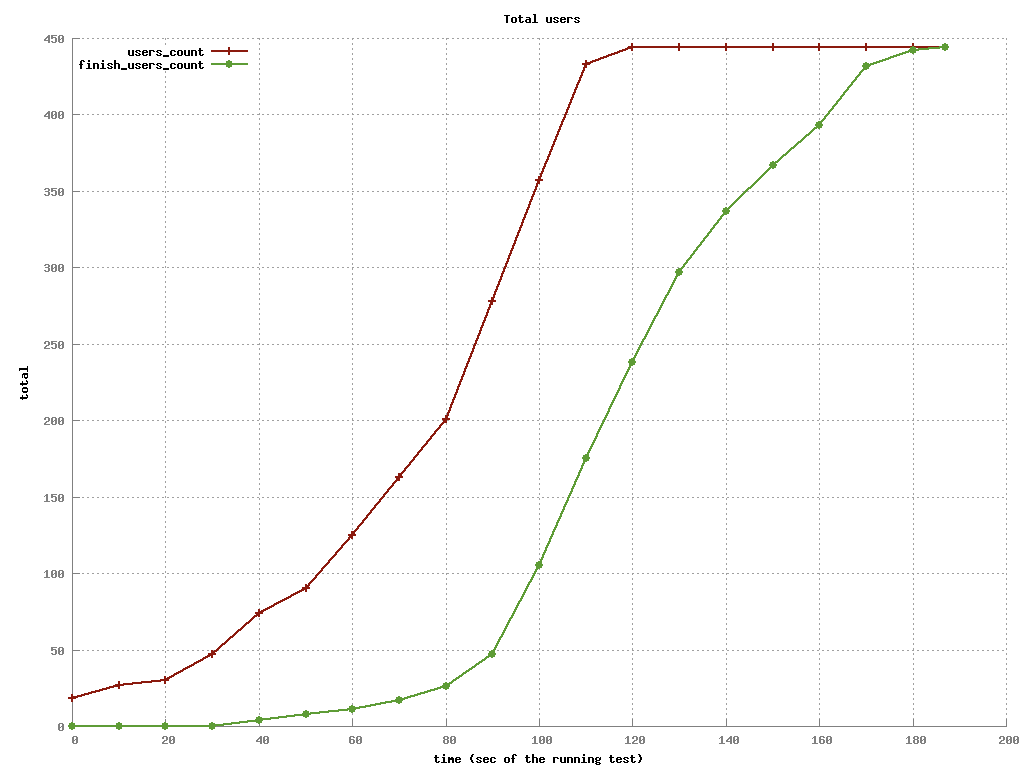 Total users
users_count
finish_users_count
450
400
350
300
250
200
150
100
50
0
total
0 20 40 60 80 100 120 140 160 180 200
time (sec of the running test)